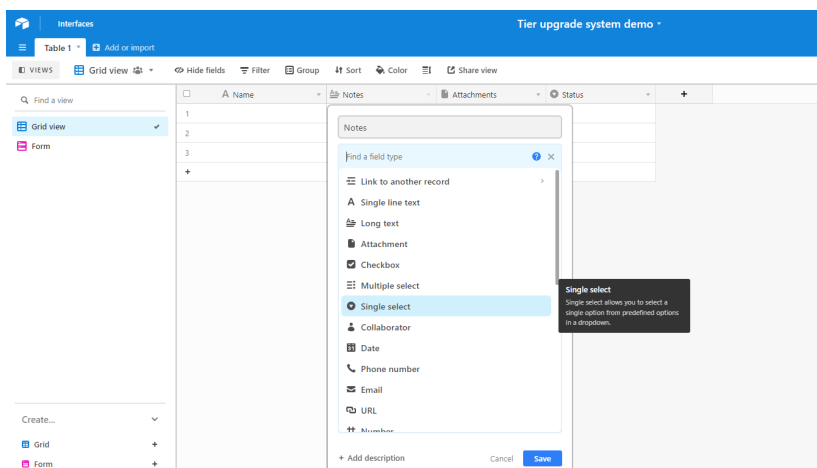 Interfaces
Tier upgrade system demo
Table 1
Add or import
VIEWS
Grid view
Hide fields
Filter
Group
Sort
Color
Share view
Find a view
Grid view
Form
A Name
Notes
Attachments
Status
+
1
2
3
+
Notes
Find a field type
?
Link to another record
A Single line text
Long text
Attachment
Checkbox
Multiple select
Single select
Collaborator
31 Date
Phone number
Email
URL
Number
+ Add description
Cancel
Save
Single select
Single select allows you to select a
single option from predefined options
in a dropdown.
Create...
Grid
+
Form
+